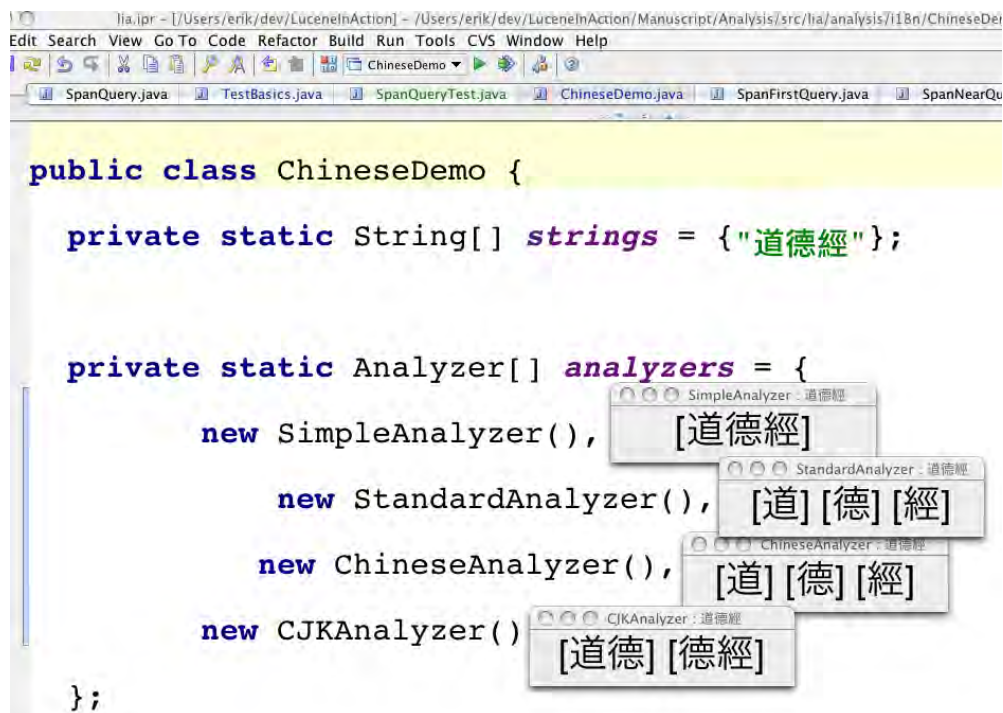 lia.ipr - [/Users/erik/dev/LuceneInAction] - /Users/erik/dev/LuceneInAction/Manuscript/Analysis/src/lia/analysis/i18n/ChineseDe
Edit Search View Go To Code Refactor Build Run Tools CVS Window Help
ChineseDemo
SpanQuery.java TestBasics.java SpanQueryTest.java ChineseDemo.java SpanFirstQuery.java SpanNearQu
public class ChineseDemo {
private static String[] strings = {"道德經"};
private static Analyzer[] analyzers = {
SimpleAnalyzer : 道德經
new SimpleAnalyzer(), [道德經]
StandardAnalyzer : 道德經
new StandardAnalyzer(), [道] [德] [經]
ChineseAnalyzer : 道德經
new ChineseAnalyzer(), [道] [德] [經]
CJKAnalyzer : 道德經
new CJKAnalyzer() [道德] [德經]
};